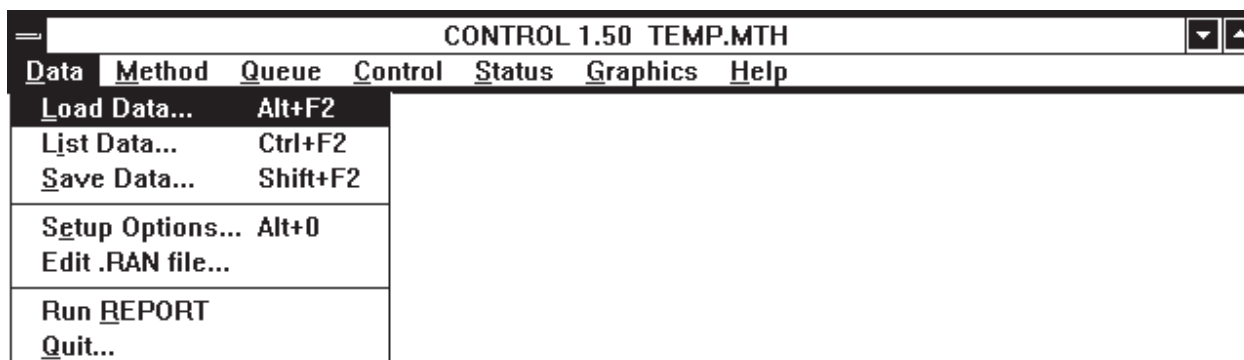 CONTROL 1.50 TEMP.MTH
Data Method Queue Control Status Graphics Help
Load Data... Alt+F2
List Data... Ctrl+F2
Save Data... Shift+F2
Setup Options... Alt+0
Edit .RAN file...
Run REPORT
Quit...